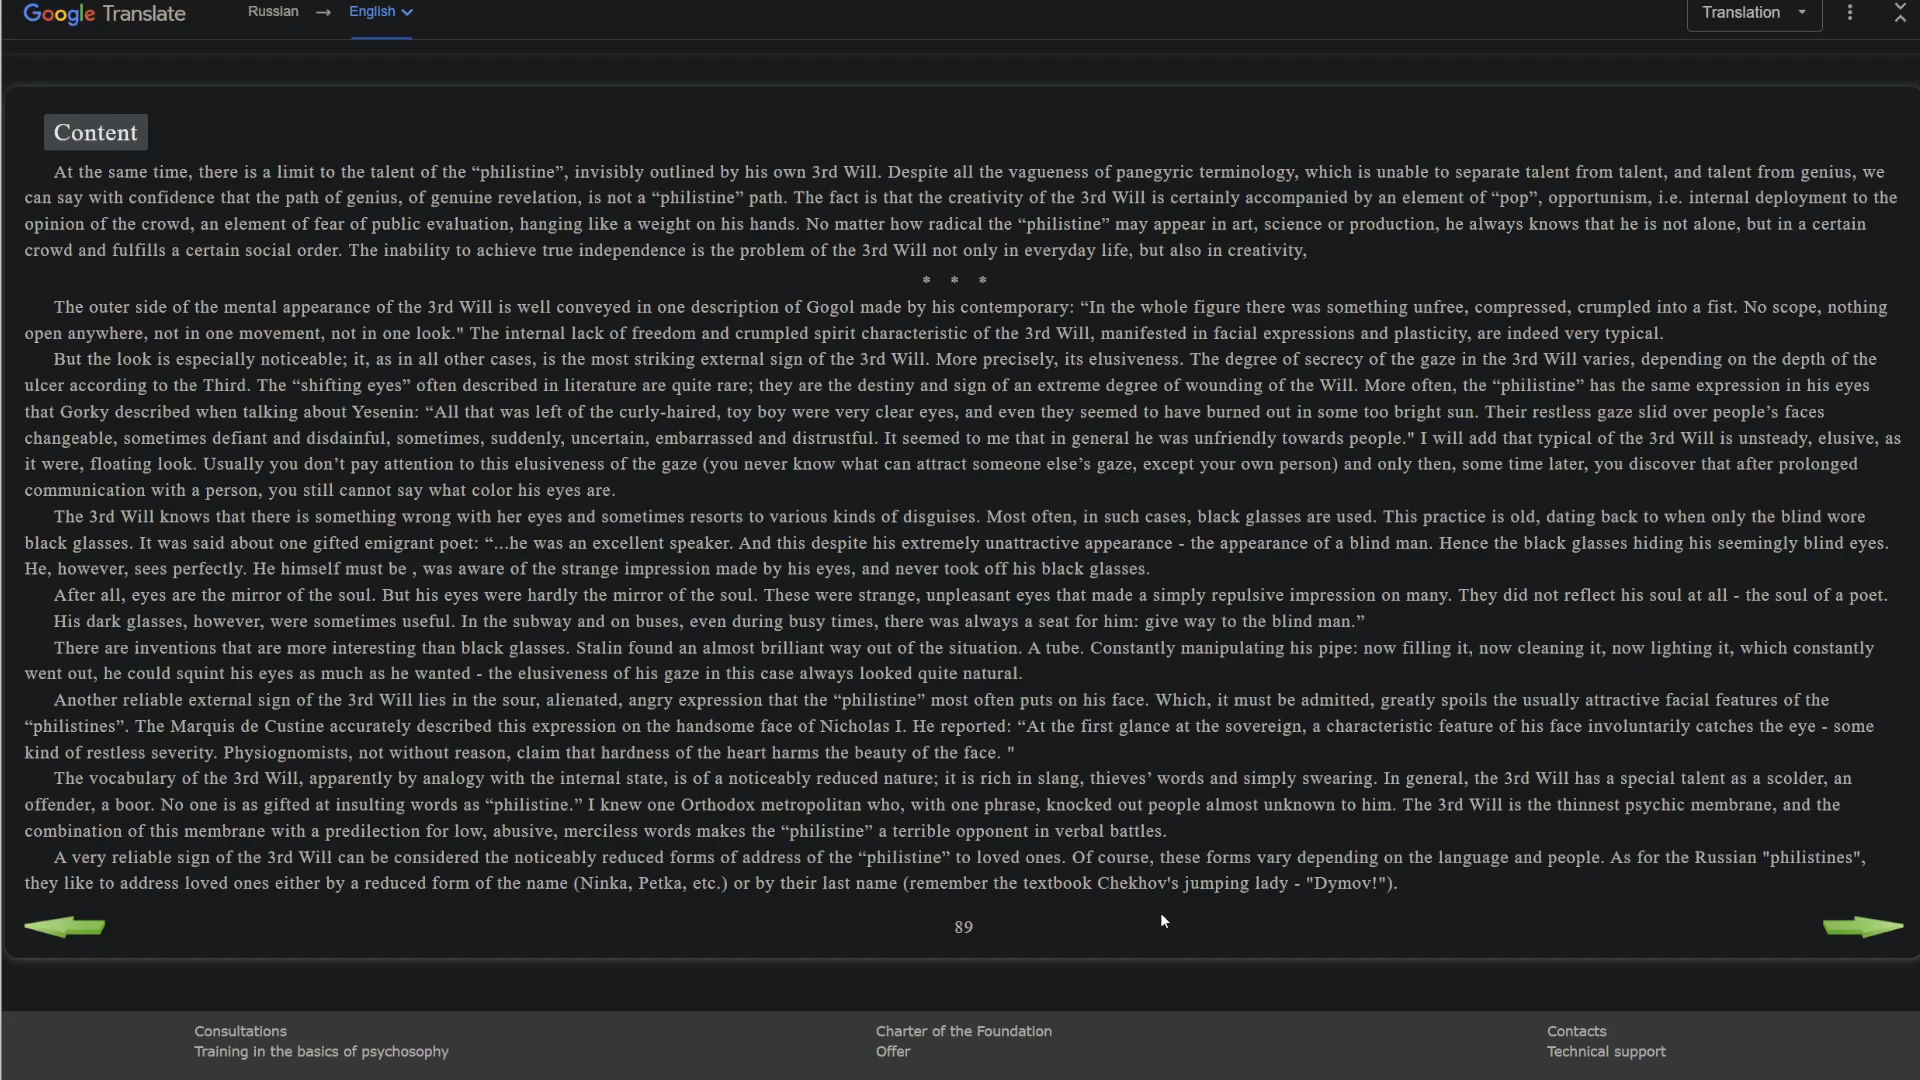 Google Translate
Russian → English
Translation
Content
At the same time, there is a limit to the talent of the “philistine”, invisibly outlined by his own 3rd Will. Despite all the vagueness of panegyric terminology, which is unable to separate talent from talent, and talent from genius, we
can say with confidence that the path of genius, of genuine revelation, is not a “philistine” path. The fact is that the creativity of the 3rd Will is certainly accompanied by an element of “pop”, opportunism, i.e. internal deployment to the
opinion of the crowd, an element of fear of public evaluation, hanging like a weight on his hands. No matter how radical the “philistine” may appear in art, science or production, he always knows that he is not alone, but in a certain
crowd and fulfills a certain social order. The inability to achieve true independence is the problem of the 3rd Will not only in everyday life, but also in creativity,
* * *
The outer side of the mental appearance of the 3rd Will is well conveyed in one description of Gogol made by his contemporary: “In the whole figure there was something unfree, compressed, crumpled into a fist. No scope, nothing
open anywhere, not in one movement, not in one look." The internal lack of freedom and crumpled spirit characteristic of the 3rd Will, manifested in facial expressions and plasticity, are indeed very typical.
But the look is especially noticeable; it, as in all other cases, is the most striking external sign of the 3rd Will. More precisely, its elusiveness. The degree of secrecy of the gaze in the 3rd Will varies, depending on the depth of the
ulcer according to the Third. The “shifting eyes” often described in literature are quite rare; they are the destiny and sign of an extreme degree of wounding of the Will. More often, the “philistine” has the same expression in his eyes
that Gorky described when talking about Yesenin: “All that was left of the curly-haired, toy boy were very clear eyes, and even they seemed to have burned out in some too bright sun. Their restless gaze slid over people’s faces
changeable, sometimes defiant and disdainful, sometimes, suddenly, uncertain, embarrassed and distrustful. It seemed to me that in general he was unfriendly towards people." I will add that typical of the 3rd Will is unsteady, elusive, as
it were, floating look. Usually you don’t pay attention to this elusiveness of the gaze (you never know what can attract someone else’s gaze, except your own person) and only then, some time later, you discover that after prolonged
communication with a person, you still cannot say what color his eyes are.
The 3rd Will knows that there is something wrong with her eyes and sometimes resorts to various kinds of disguises. Most often, in such cases, black glasses are used. This practice is old, dating back to when only the blind wore
black glasses. It was said about one gifted emigrant poet: “...he was an excellent speaker. And this despite his extremely unattractive appearance - the appearance of a blind man. Hence the black glasses hiding his seemingly blind eyes.
He, however, sees perfectly. He himself must be , was aware of the strange impression made by his eyes, and never took off his black glasses.
After all, eyes are the mirror of the soul. But his eyes were hardly the mirror of the soul. These were strange, unpleasant eyes that made a simply repulsive impression on many. They did not reflect his soul at all - the soul of a poet.
His dark glasses, however, were sometimes useful. In the subway and on buses, even during busy times, there was always a seat for him: give way to the blind man.”
There are inventions that are more interesting than black glasses. Stalin found an almost brilliant way out of the situation. A tube. Constantly manipulating his pipe: now filling it, now cleaning it, now lighting it, which constantly
went out, he could squint his eyes as much as he wanted - the elusiveness of his gaze in this case always looked quite natural.
Another reliable external sign of the 3rd Will lies in the sour, alienated, angry expression that the “philistine” most often puts on his face. Which, it must be admitted, greatly spoils the usually attractive facial features of the
“philistines”. The Marquis de Custine accurately described this expression on the handsome face of Nicholas I. He reported: “At the first glance at the sovereign, a characteristic feature of his face involuntarily catches the eye - some
kind of restless severity. Physiognomists, not without reason, claim that hardness of the heart harms the beauty of the face. "
The vocabulary of the 3rd Will, apparently by analogy with the internal state, is of a noticeably reduced nature; it is rich in slang, thieves’ words and simply swearing. In general, the 3rd Will has a special talent as a scolder, an
offender, a boor. No one is as gifted at insulting words as “philistine.” I knew one Orthodox metropolitan who, with one phrase, knocked out people almost unknown to him. The 3rd Will is the thinnest psychic membrane, and the
combination of this membrane with a predilection for low, abusive, merciless words makes the “philistine” a terrible opponent in verbal battles.
A very reliable sign of the 3rd Will can be considered the noticeably reduced forms of address of the “philistine” to loved ones. Of course, these forms vary depending on the language and people. As for the Russian "philistines",
they like to address loved ones either by a reduced form of the name (Ninka, Petka, etc.) or by their last name (remember the textbook Chekhov's jumping lady - "Dymov!").
89
Consultations
Training in the basics of psychosophy
Charter of the Foundation
Offer
Contacts
Technical support